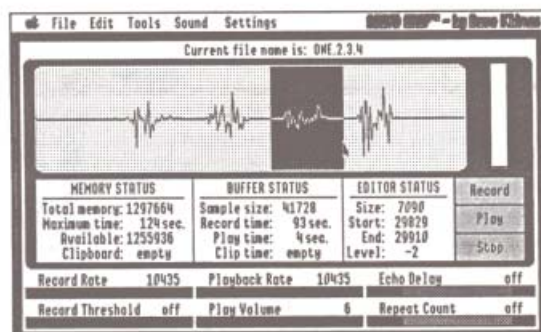 File Edit Tools Sound Settings
Current file name is: ONE.2.3.4
MEMORY STATUS
Total memory: 1297664
Maximum time: 124 sec.
Available: 1255936
Clipboard: empty
BUFFER STATUS
Sample size: 41728
Record time: 93 sec.
Play time: 4 sec.
Clip time: empty
EDITOR STATUS
Size: 7090
Start: 29829
End: 29910
Level: -2
Record
Play
Stop
Record Rate 10435
Playback Rate 10435
Echo Delay off
Record Threshold off
Play Volume 6
Repeat Count off